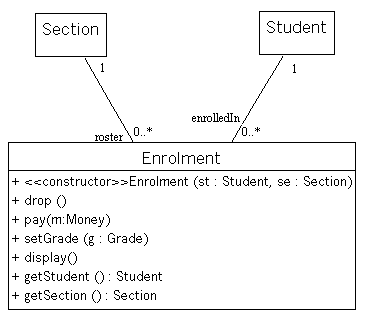 Section
Student
1
1
enrolledIn
roster
0..*
0..*
Enrolment
+ <<constructor>>Enrolment (st : Student, se : Section)
+ drop ()
+ pay(m:Money)
+ setGrade (g : Grade)
+ display()
+ getStudent () : Student
+ getSection () : Section